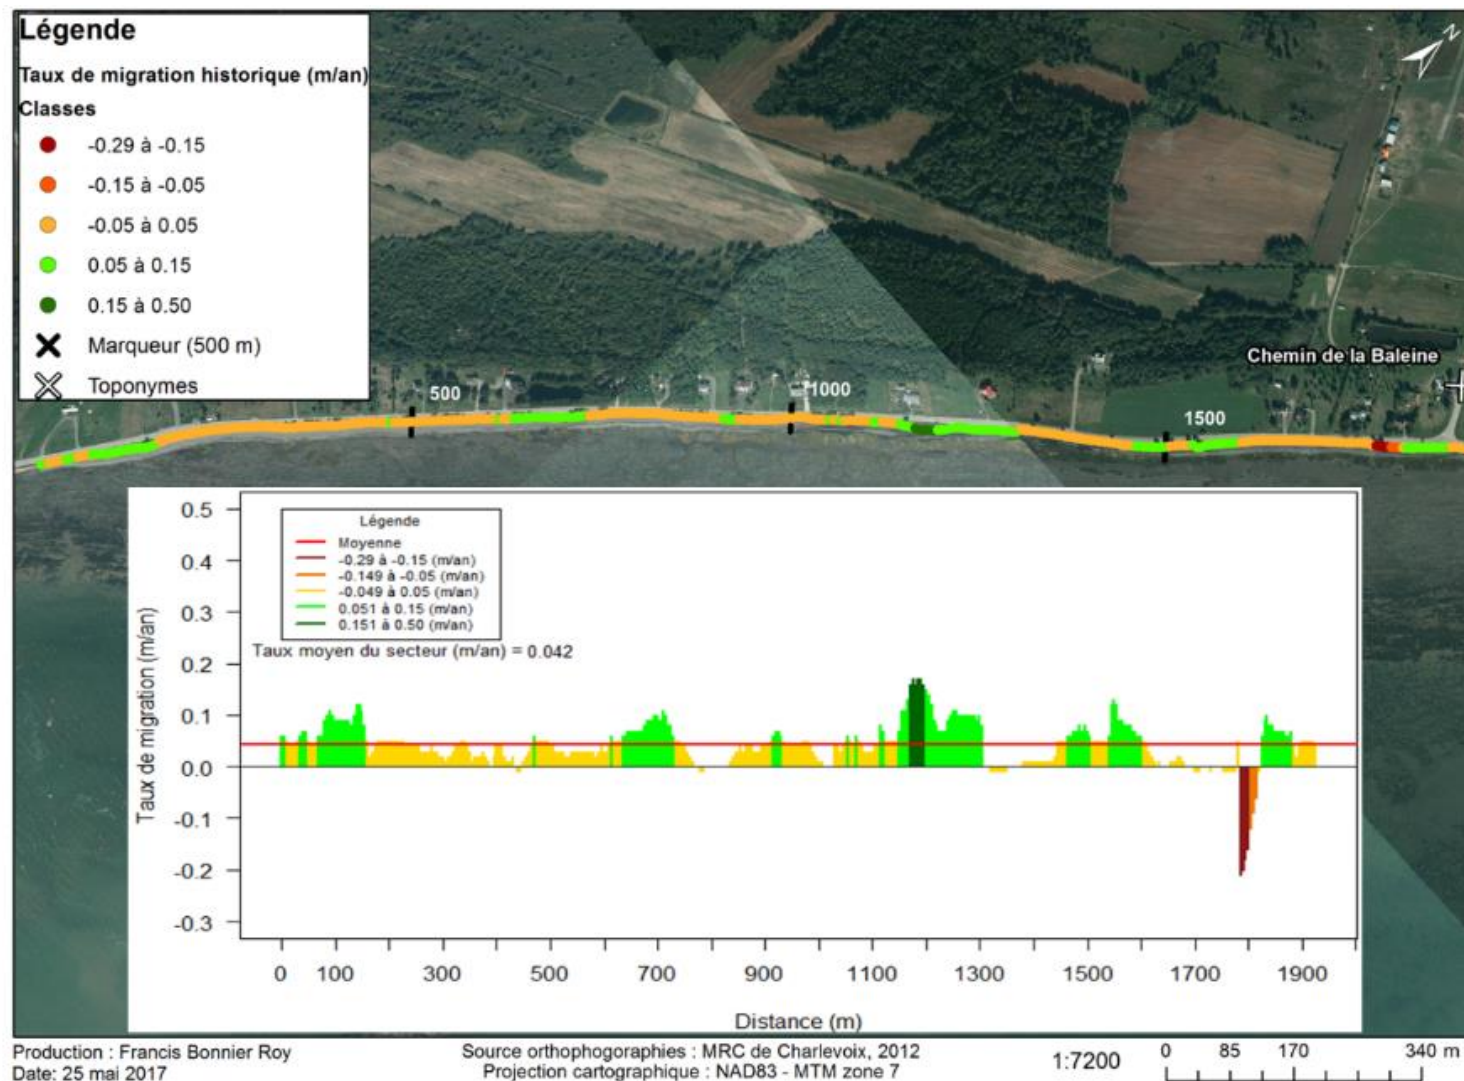 Légende
Taux de migration historique (m/an)
Classes
-0.29 à -0.15
-0.15 à -0.05
-0.05 à 0.05
0.05 à 0.15
0.15 à 0.50
Marqueur (500 m)
Toponymes
N
Chemin de la Baleine
500
1000
1500
Légende
Moyenne
-0.29 à -0.15 (m/an)
-0.149 à -0.05 (m/an)
-0.049 à 0.05 (m/an)
0.051 à 0.15 (m/an)
0.151 à 0.50 (m/an)
Taux moyen du secteur (m/an) = 0.042
Taux de migration (m/an)
0.5
0.4
0.3
0.2
0.1
0.0
-0.1
-0.2
-0.3
0 100 300 500 700 900 1100 1300 1500 1700 1900
Distance (m)
Production : Francis Bonnier Roy
Date: 25 mai 2017
Source orthophogoraphies : MRC de Charlevoix, 2012
Projection cartographique : NAD83 - MTM zone 7
1:7200
0 85 170 340 m